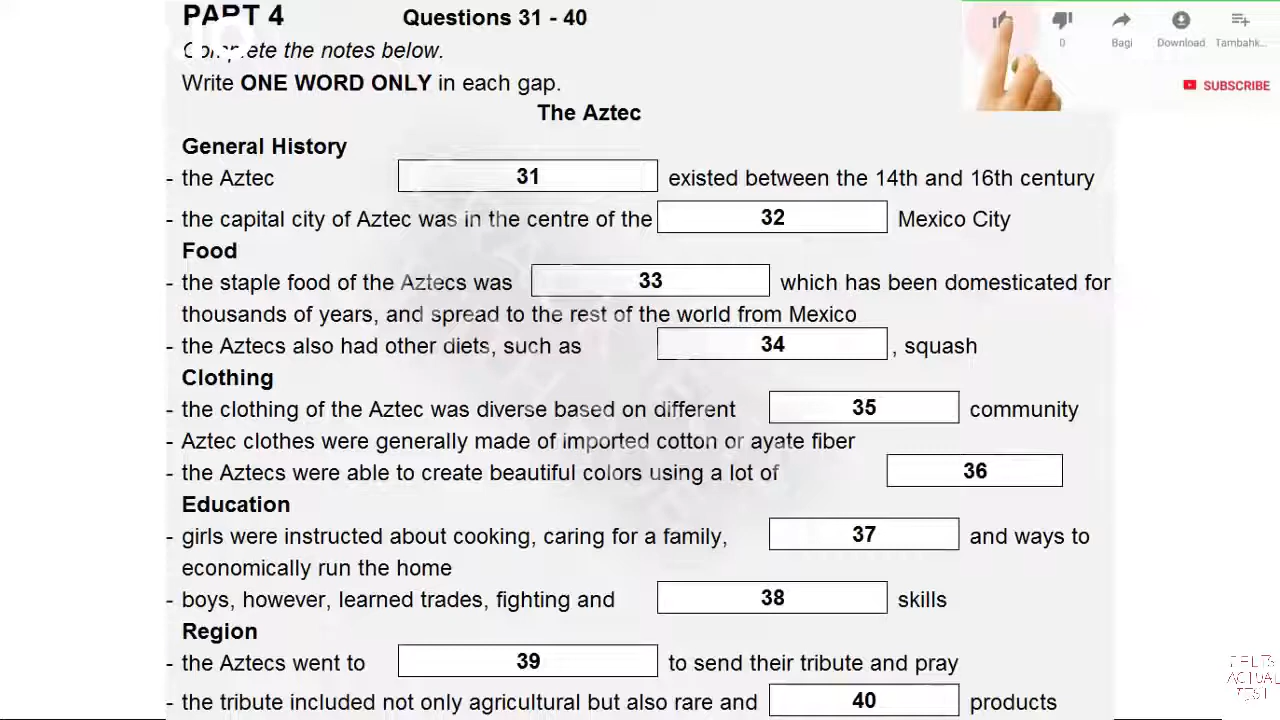 PART 4 Questions 31 - 40
Complete the notes below.
Write ONE WORD ONLY in each gap.
The Aztec
General History
- the Aztec 31 existed between the 14th and 16th century
- the capital city of Aztec was in the centre of the 32 Mexico City
Food
- the staple food of the Aztecs was 33 which has been domesticated for
thousands of years, and spread to the rest of the world from Mexico
- the Aztecs also had other diets, such as 34 , squash
Clothing
- the clothing of the Aztec was diverse based on different 35 community
- Aztec clothes were generally made of imported cotton or ayate fiber
- the Aztecs were able to create beautiful colors using a lot of 36
Education
- girls were instructed about cooking, caring for a family, 37 and ways to
economically run the home
- boys, however, learned trades, fighting and 38 skills
Region
- the Aztecs went to 39 to send their tribute and pray
- the tribute included not only agricultural but also rare and 40 products
0 Bagi Download Tambahk...
SUBSCRIBE
IELTS
ACTUAL
TEST